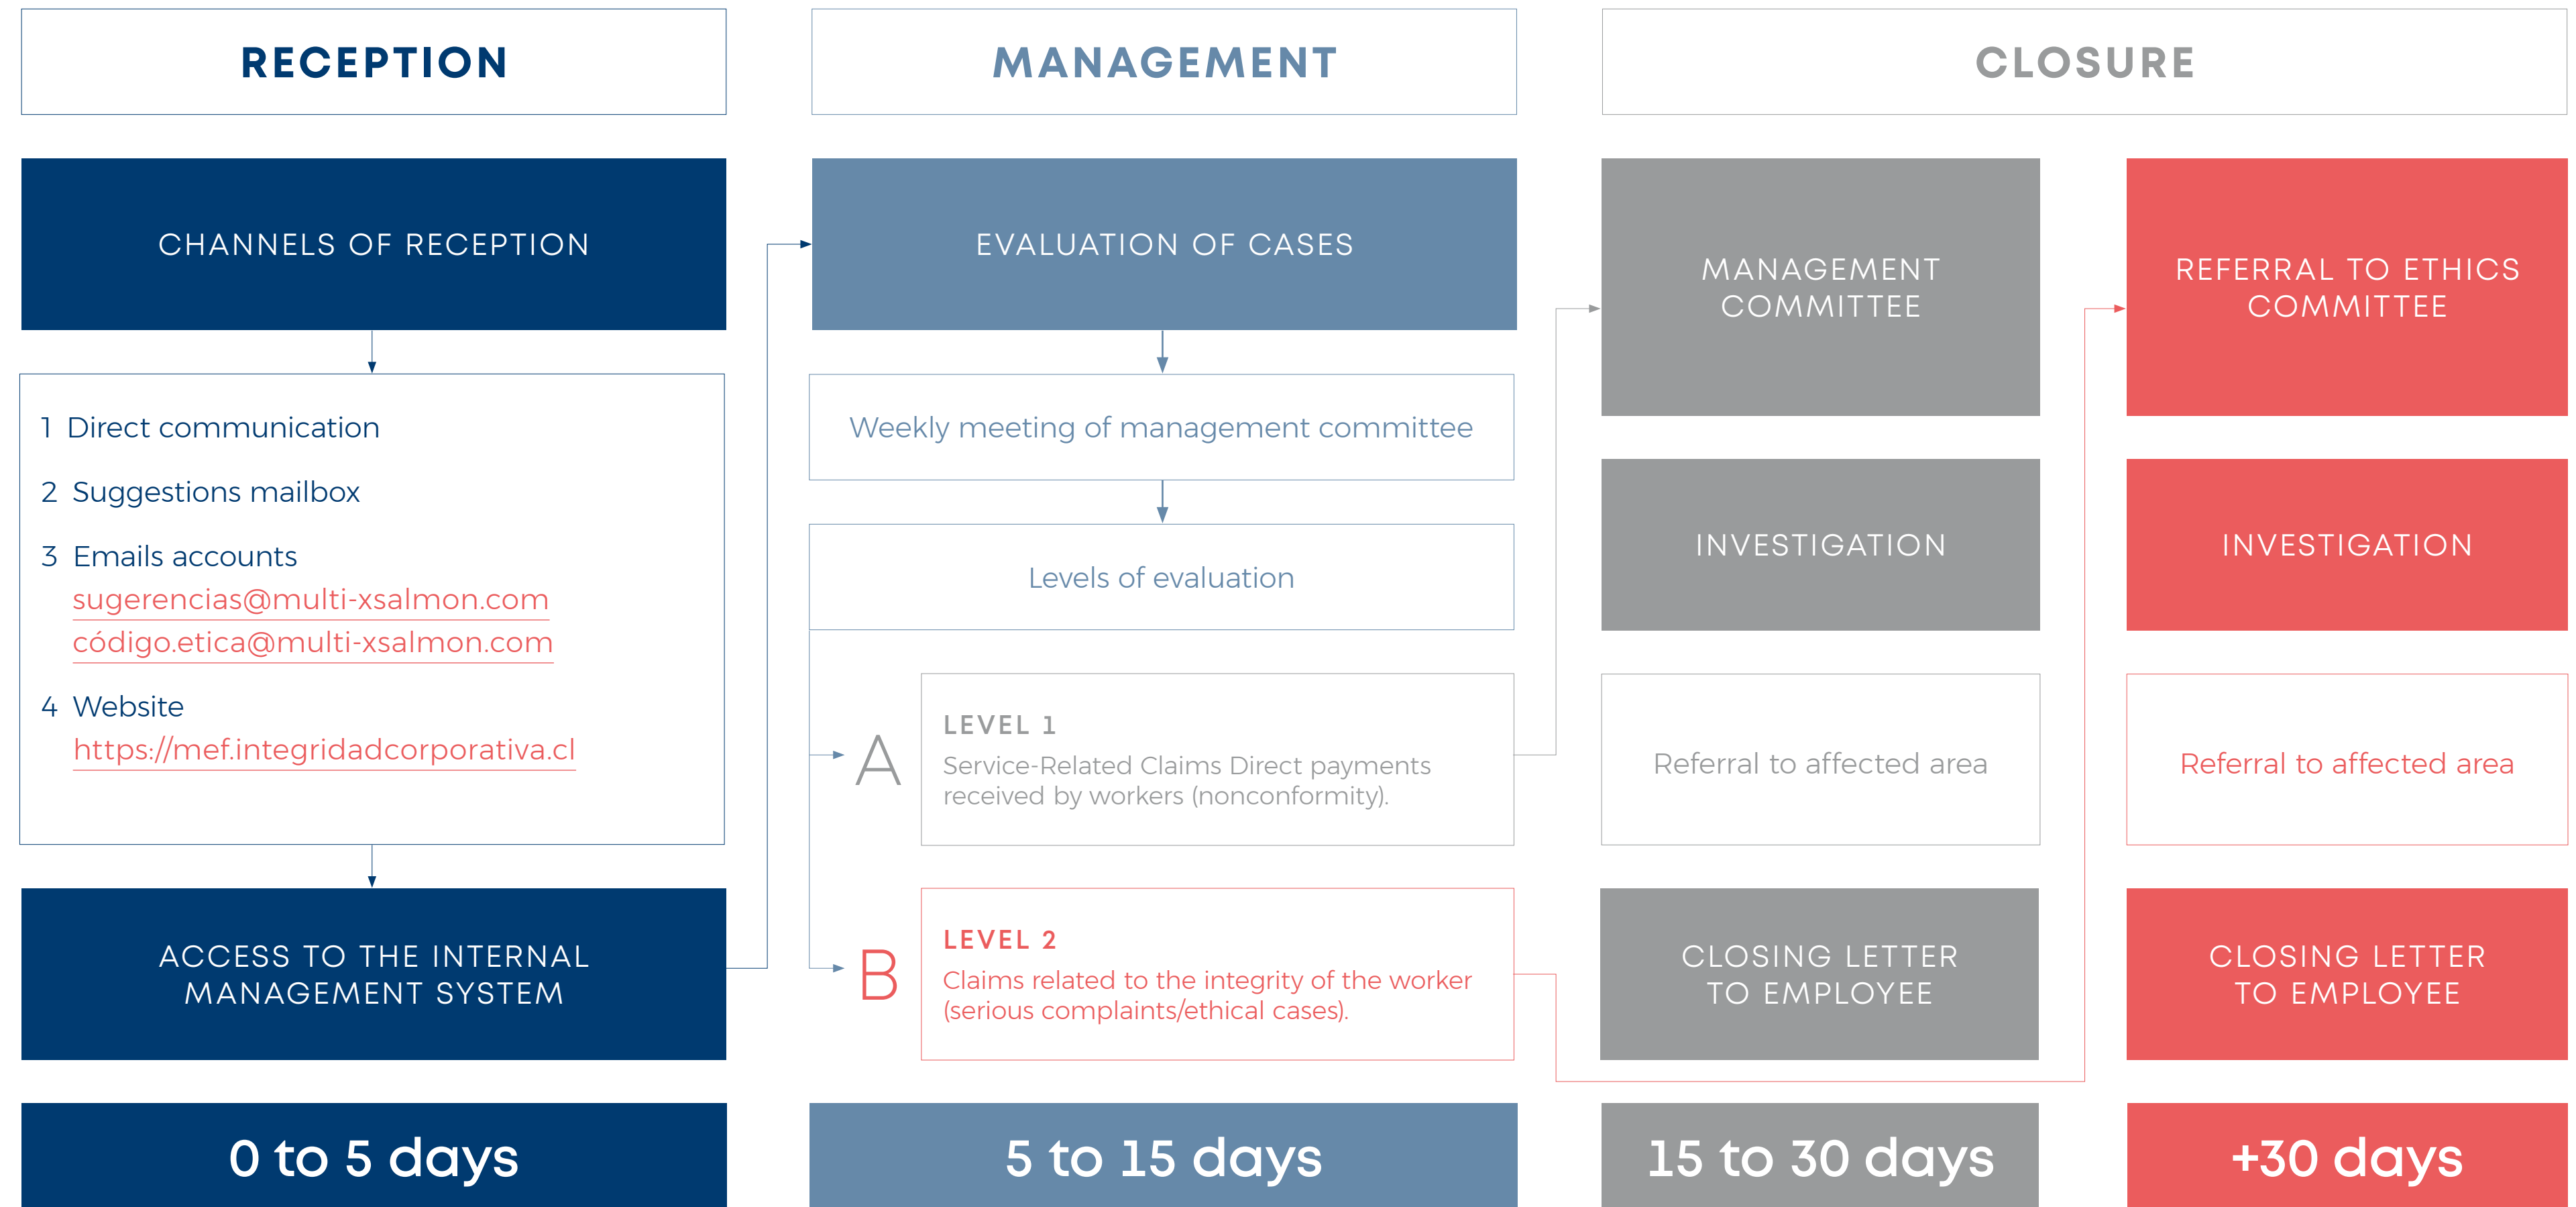 RECEPTION
CHANNELS OF RECEPTION
1 Direct communication
2 Suggestions mailbox
3 Emails accounts
sugerencias@multi-xsalmon.com
código.etica@multi-xsalmon.com
4 Website
https://mef.integridadcorporativa.cl
ACCESS TO THE INTERNAL
MANAGEMENT SYSTEM
0 to 5 days
MANAGEMENT
EVALUATION OF CASES
Weekly meeting of management committee
Levels of evaluation
A
LEVEL 1
Service-Related Claims Direct payments
received by workers (nonconformity).
B
LEVEL 2
Claims related to the integrity of the worker
(serious complaints/ethical cases).
5 to 15 days
CLOSURE
MANAGEMENT
COMMITTEE
INVESTIGATION
Referral to affected area
CLOSING LETTER
TO EMPLOYEE
15 to 30 days
REFERRAL TO ETHICS
COMMITTEE
INVESTIGATION
Referral to affected area
CLOSING LETTER
TO EMPLOYEE
+30 days